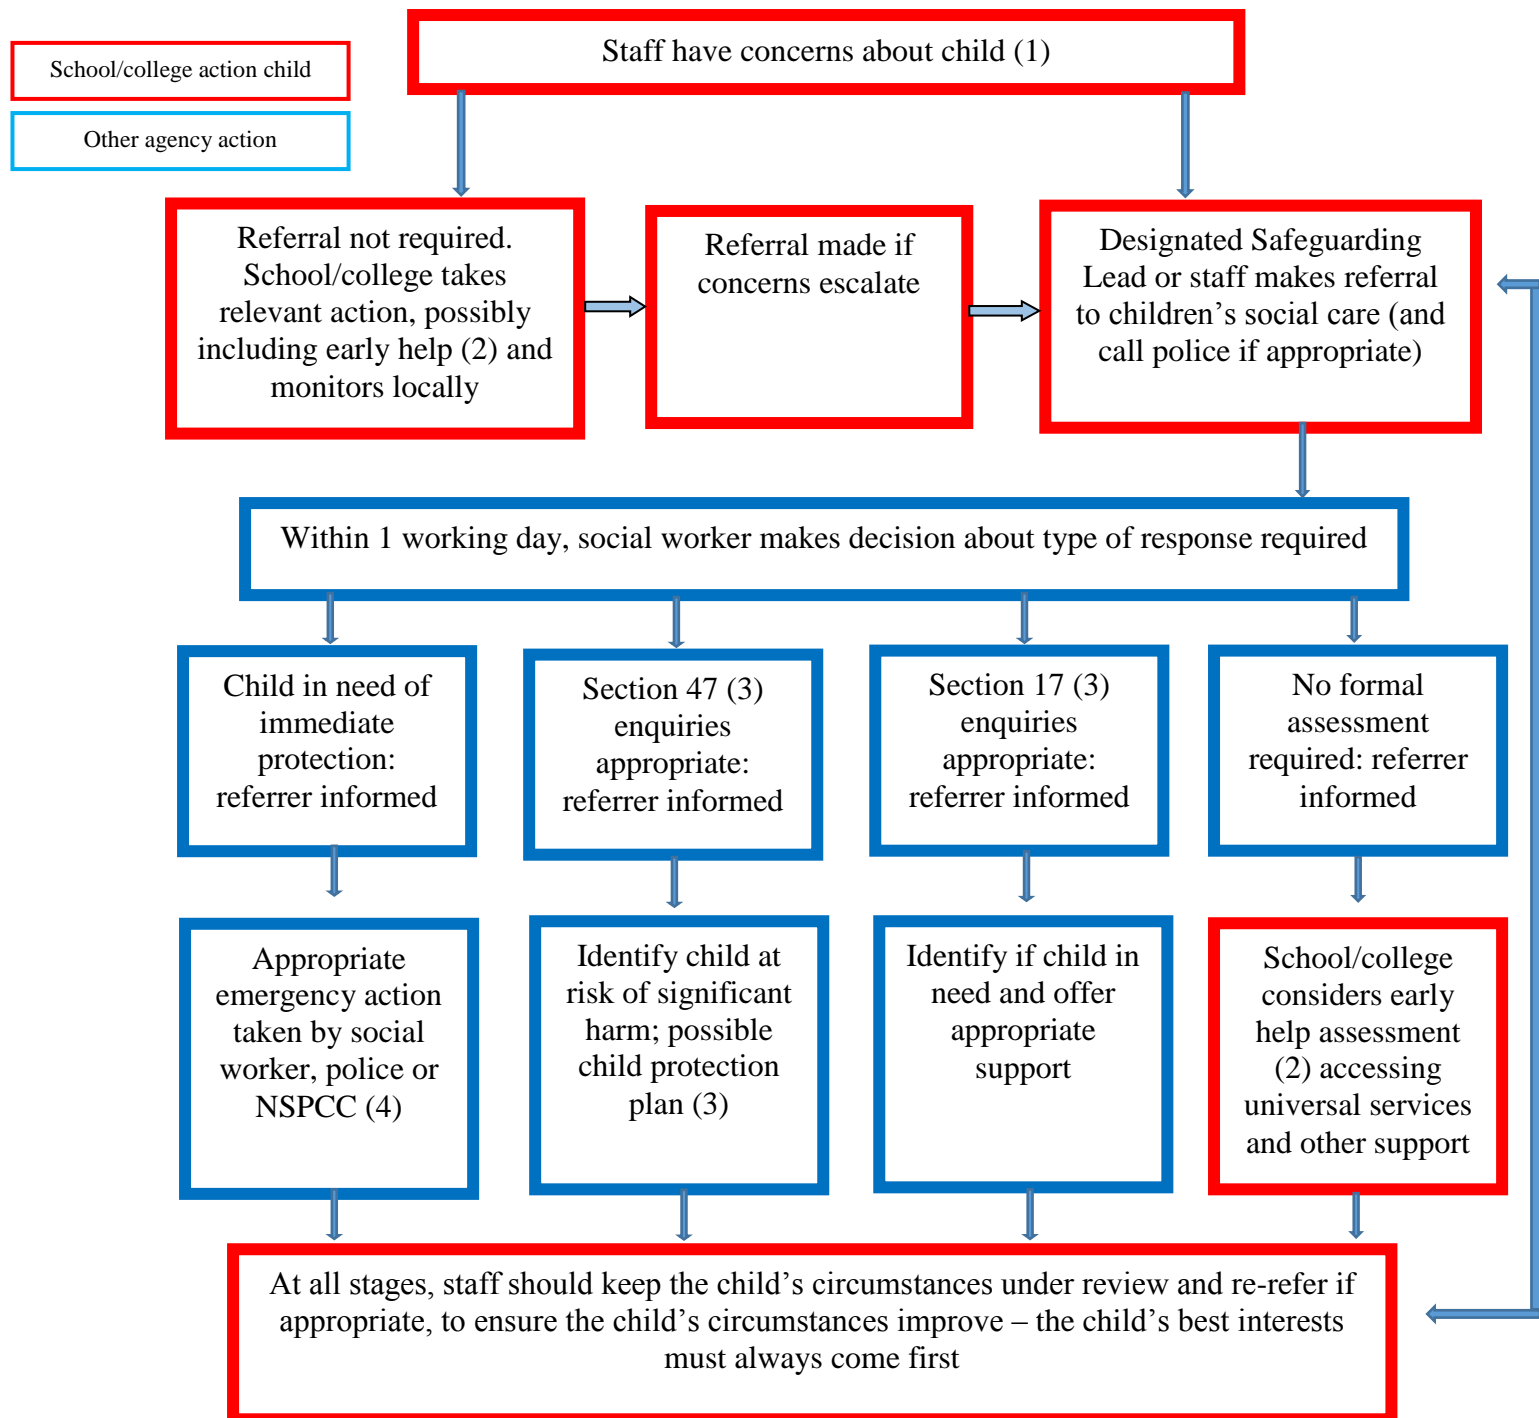 Staff have concerns about child (1)
School/college action child
Other agency action
Referral not required.
School/college takes
relevant action, possibly
including early help (2) and
monitors locally
Referral made if
concerns escalate
Designated Safeguarding
Lead or staff makes referral
to children’s social care (and
call police if appropriate)
Within 1 working day, social worker makes decision about type of response required
Child in need of
immediate
protection:
referrer informed
Section 47 (3)
enquiries
appropriate:
referrer informed
Section 17 (3)
enquiries
appropriate:
referrer informed
No formal
assessment
required: referrer
informed
Appropriate
emergency action
taken by social
worker, police or
NSPCC (4)
Identify child at
risk of significant
harm; possible
child protection
plan (3)
Identify if child in
need and offer
appropriate
support
School/college
considers early
help assessment
(2) accessing
universal services
and other support
At all stages, staff should keep the child’s circumstances under review and re-refer if
appropriate, to ensure the child’s circumstances improve – the child’s best interests
must always come first